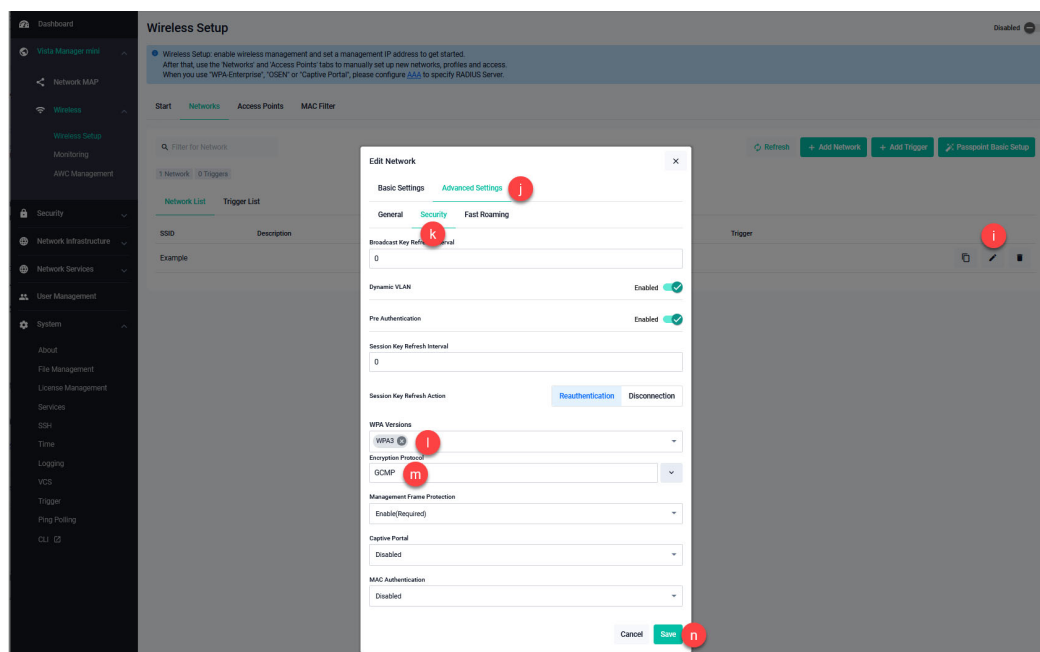 Dashboard
Vista Manager mini
Network MAP
Wireless
Wireless Setup
Monitoring
AWC Management
Security
Network Infrastructure
Network Services
User Management
System
About
File Management
License Management
Services
SSH
Time
Logging
VCS
Trigger
Ping Polling
CLI
Wireless Setup
Disabled
Wireless Setup: enable wireless management and set a management IP address to get started.
After that, use the 'Networks' and 'Access Points' tabs to manually set up new networks, profiles and access.
When you use "WPA-Enterprise", "OSEN" or "Captive Portal", please configure AAA to specify RADIUS Server.
Start Networks Access Points MAC Filter
Filter for Network
Refresh + Add Network + Add Trigger Passpoint Basic Setup
1 Network 0 Triggers
Network List Trigger List
SSID Description Trigger
i
Example
Edit Network
Basic Settings Advanced Settings j
General Security Fast Roaming
k
Broadcast Key Refresh Interval
0
Dynamic VLAN Enabled
Pre Authentication Enabled
Session Key Refresh Interval
0
Session Key Refresh Action Reauthentication Disconnection
WPA Versions
WPA3 l
Encryption Protocol
GCMP m
Management Frame Protection
Enable(Required)
Captive Portal
Disabled
MAC Authentication
Disabled
Cancel Save n